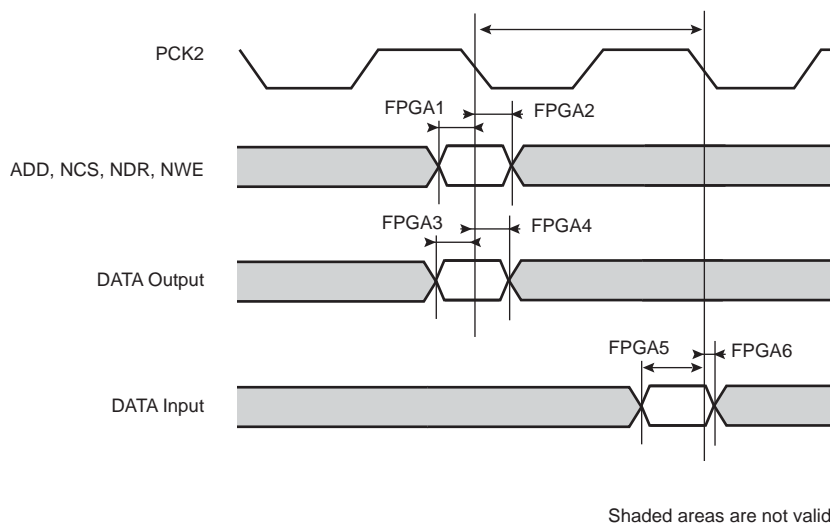 PCK2
FPGA1
FPGA2
ADD, NCS, NDR, NWE
FPGA3
FPGA4
DATA Output
FPGA5
FPGA6
DATA Input
Shaded areas are not valid